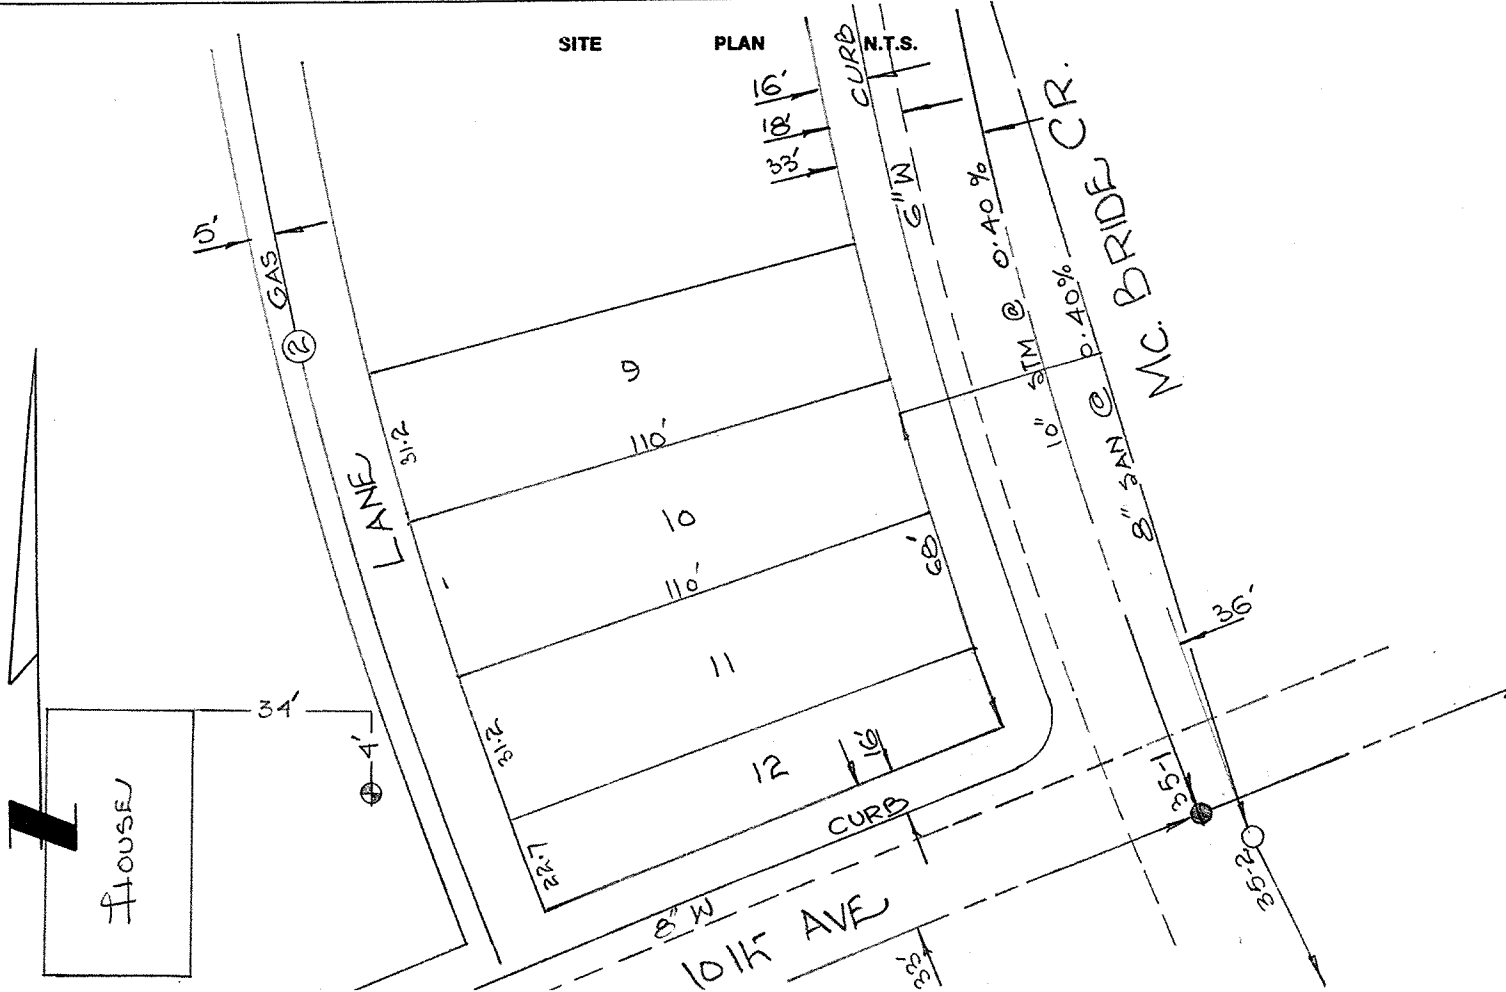 SITE PLAN N.T.S.
CURB
16'
18'
33'
5'
GAS
2
6" W
10" STM @ 0.40%
8" SAN @ 0.40%
MC. BRIDE CR.
9
31.2
110'
LANE
10
110'
68'
11
31.2
36'
34'
4'
HOUSE
12
16'
22.7
CURB
35-1
35-2
8" W
10th AVE
33'